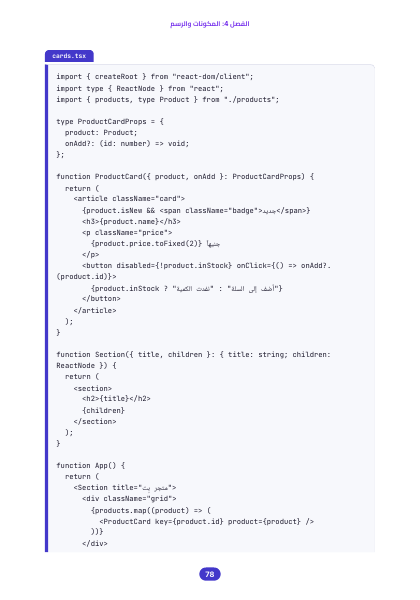 الفصل 4: المكونات والرسم
cards.tsx
import { createRoot } from "react-dom/client";
import type { ReactNode } from "react";
import { products, type Product } from "./products";

type ProductCardProps = {
  product: Product;
  onAdd?: (id: number) => void;
};

function ProductCard({ product, onAdd }: ProductCardProps) {
  return (
    <article className="card">
      {product.isNew && <span className="badge">جديد</span>}
      <h3>{product.name}</h3>
      <p className="price">
        {product.price.toFixed(2)} جنيهاً
      </p>
      <button disabled={!product.inStock} onClick={() => onAdd?.
(product.id)}>
        {product.inStock ? "أضف إلى السلة" : "نفدت الكمية"}
      </button>
    </article>
  );
}

function Section({ title, children }: { title: string; children:
ReactNode }) {
  return (
    <section>
      <h2>{title}</h2>
      {children}
    </section>
  );
}

function App() {
  return (
    <Section title="متجر بت">
      <div className="grid">
        {products.map((product) => (
          <ProductCard key={product.id} product={product} />
        ))}
      </div>
78